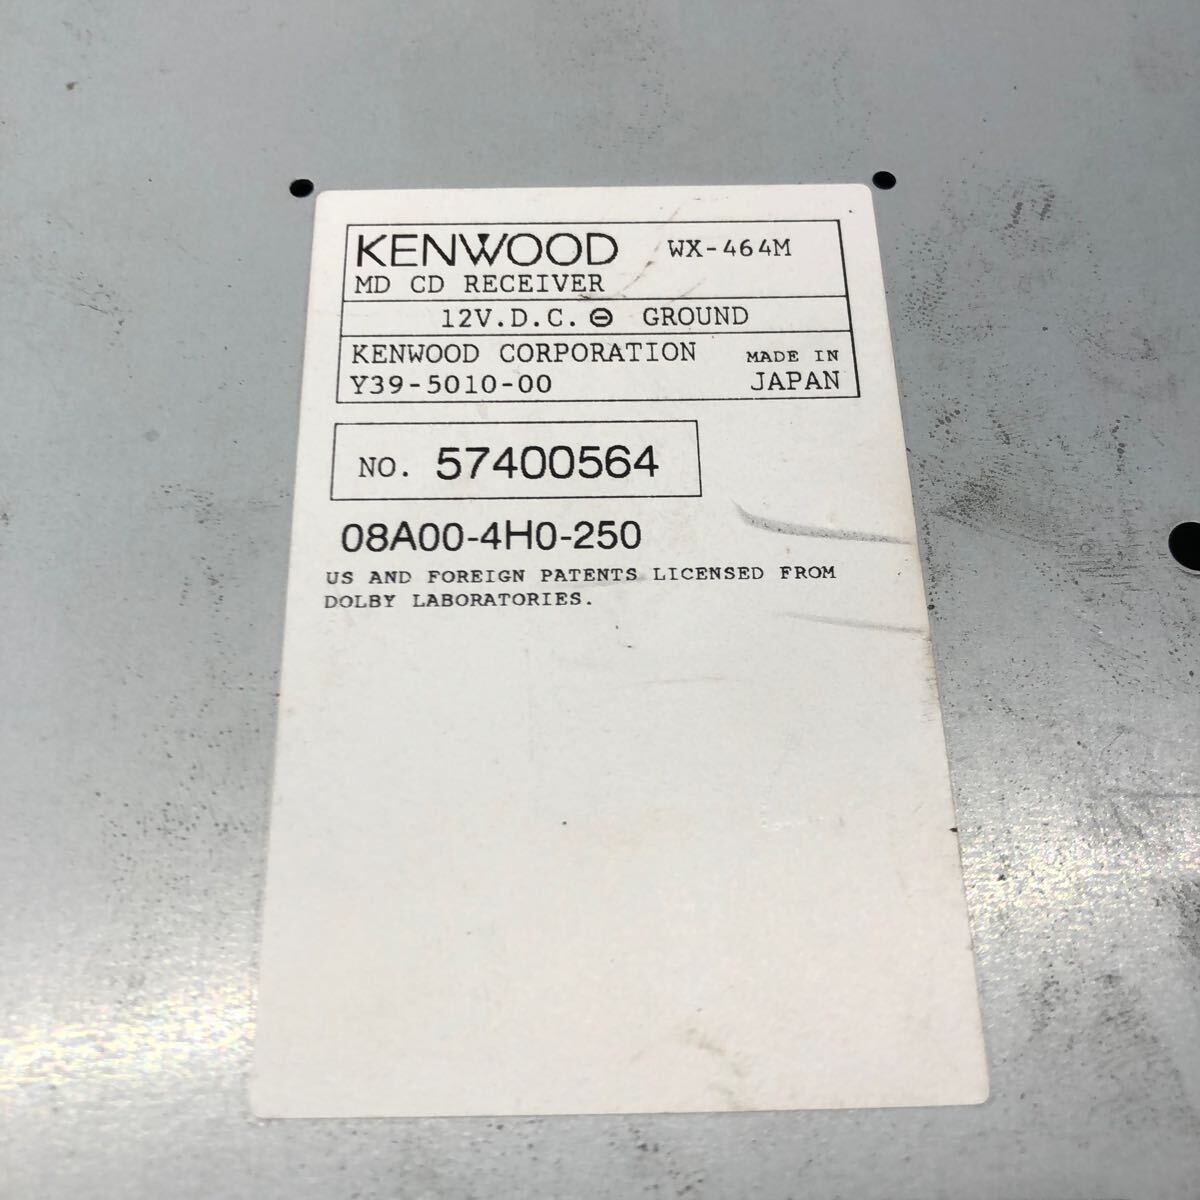 KENWOOD WX-464M
MD CD RECEIVER
12V.D.C. ⊖ GROUND
KENWOOD CORPORATION MADE IN
Y39-5010-00 JAPAN
NO. 57400564
08A00-4H0-250
US AND FOREIGN PATENTS LICENSED FROM
DOLBY LABORATORIES.